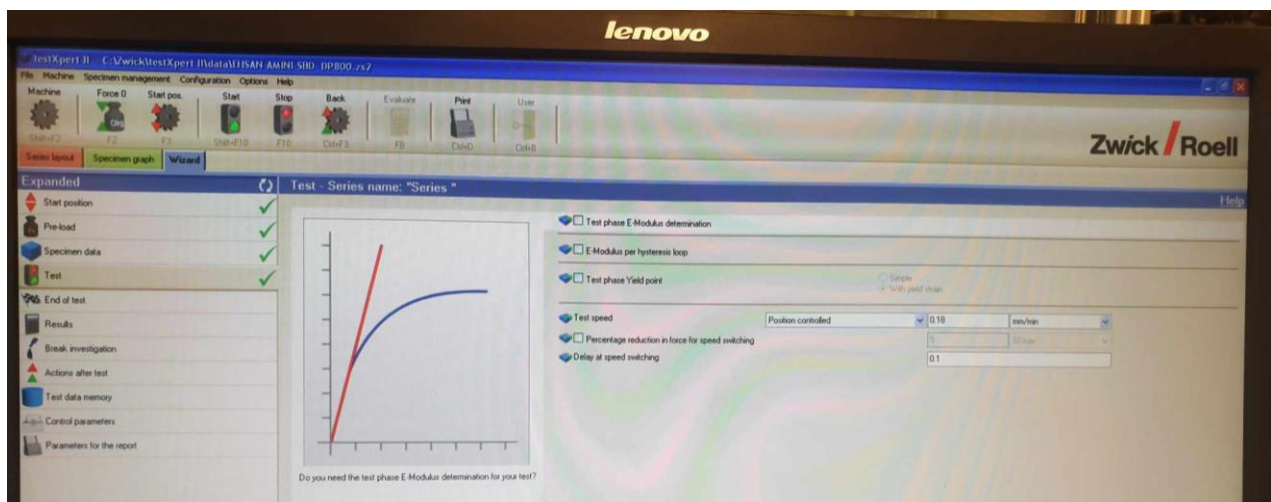 lenovo
TestXpert II C:\Zwick\testXpert II\data\EHSAN AMINI SBD DP800.zs2
File Machine Specimen management Configuration Options Help
Machine Force 0 Start pos. Start Stop Back Evaluate Print User
Shift+F2 F2 F3 Shift+F10 F10 Ctrl+F3 F8 Ctrl+D Ctrl+B
Zwick / Roell
Series layout Specimen graph Wizard
Expanded
Test - Series name: "Series "
Help
Start position
Pre-load
Specimen data
Test
End of test
Results
Break investigation
Actions after test
Test data memory
Control parameters
Parameters for the report
Test phase E-Modulus determination
E-Modulus per hysteresis loop
Test phase Yield point
Simple
With yield strain
Test speed Position controlled 0.18 mm/min
Percentage reduction in force for speed switching 5
Delay at speed switching 0.1
Do you need the test phase E-Modulus determination for your test?